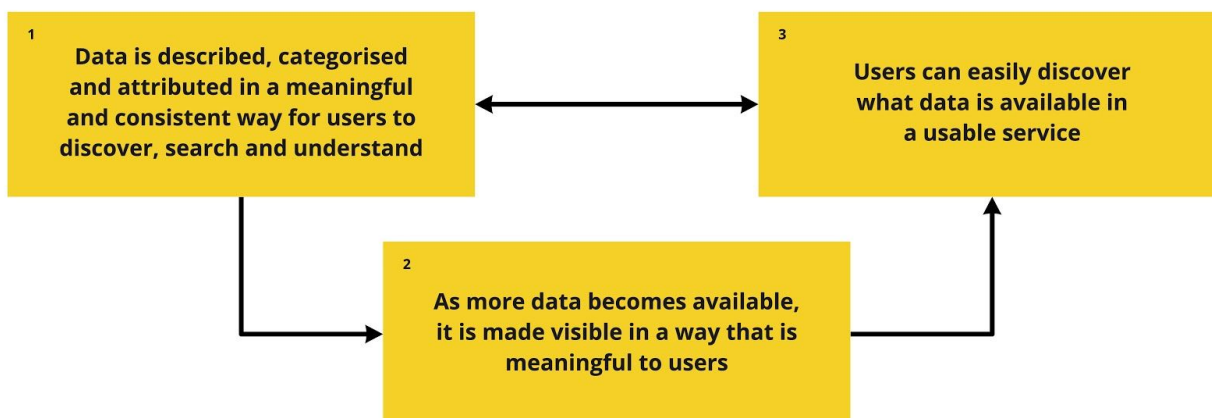 1
Data is described, categorised
and attributed in a meaningful
and consistent way for users to
discover, search and understand
2
As more data becomes available,
it is made visible in a way that is
meaningful to users
3
Users can easily discover
what data is available in
a usable service